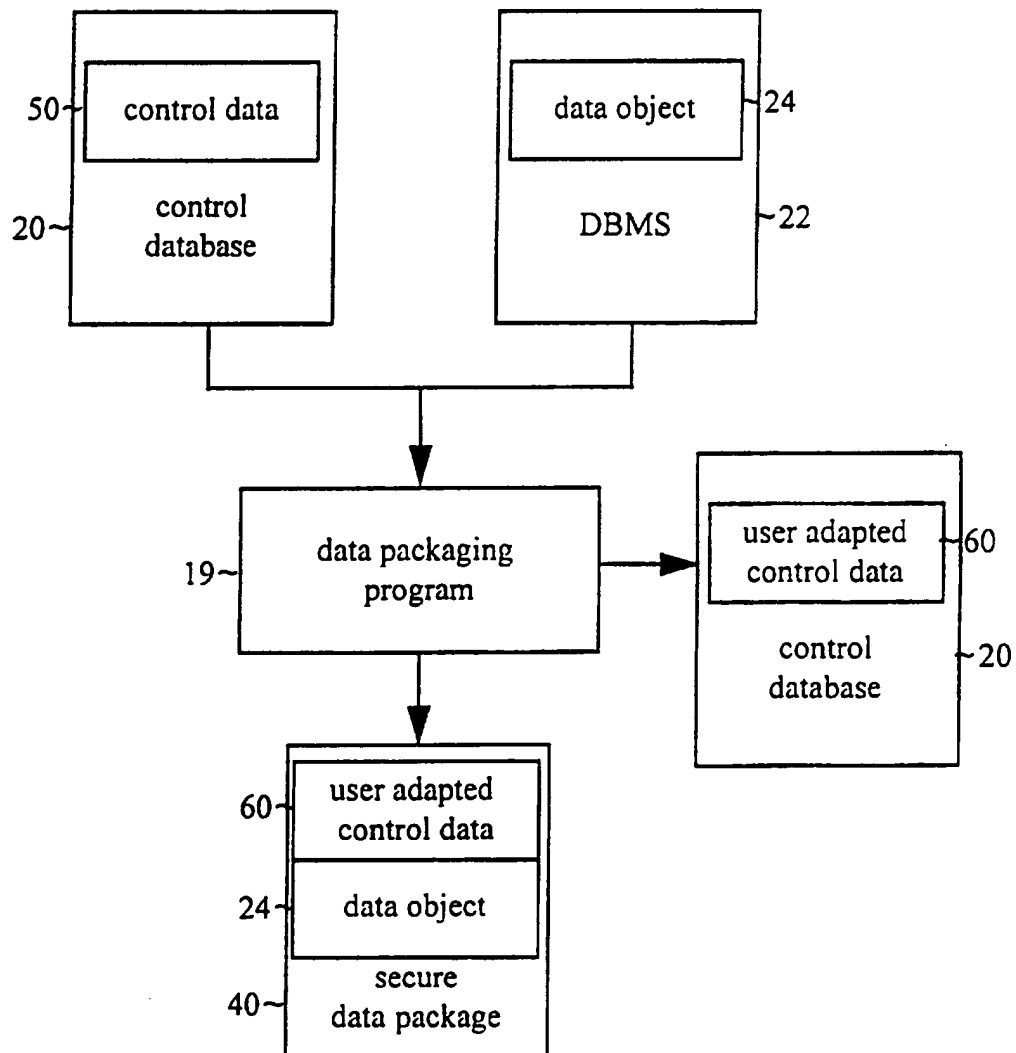 50 control data
data object 24
20 control
database
DBMS 22
19 data packaging
program
user adapted 60
control data
control 20
database
60 user adapted
control data
24 data object
secure
40 data package